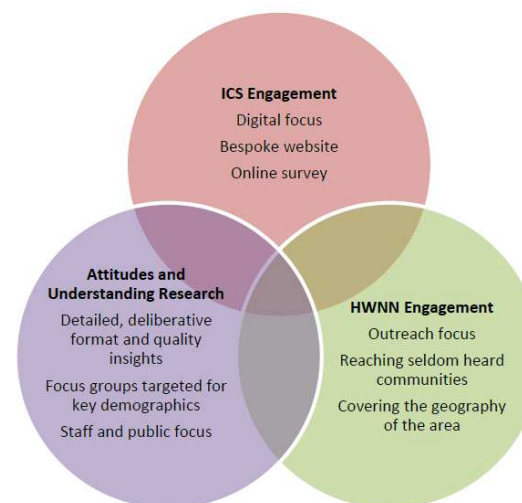 ICS Engagement
Digital focus
Bespoke website
Online survey
Attitudes and
Understanding Research
Detailed, deliberative
format and quality
insights
Focus groups targeted for
key demographics
Staff and public focus
HWNN Engagement
Outreach focus
Reaching seldom heard
communities
Covering the geography
of the area